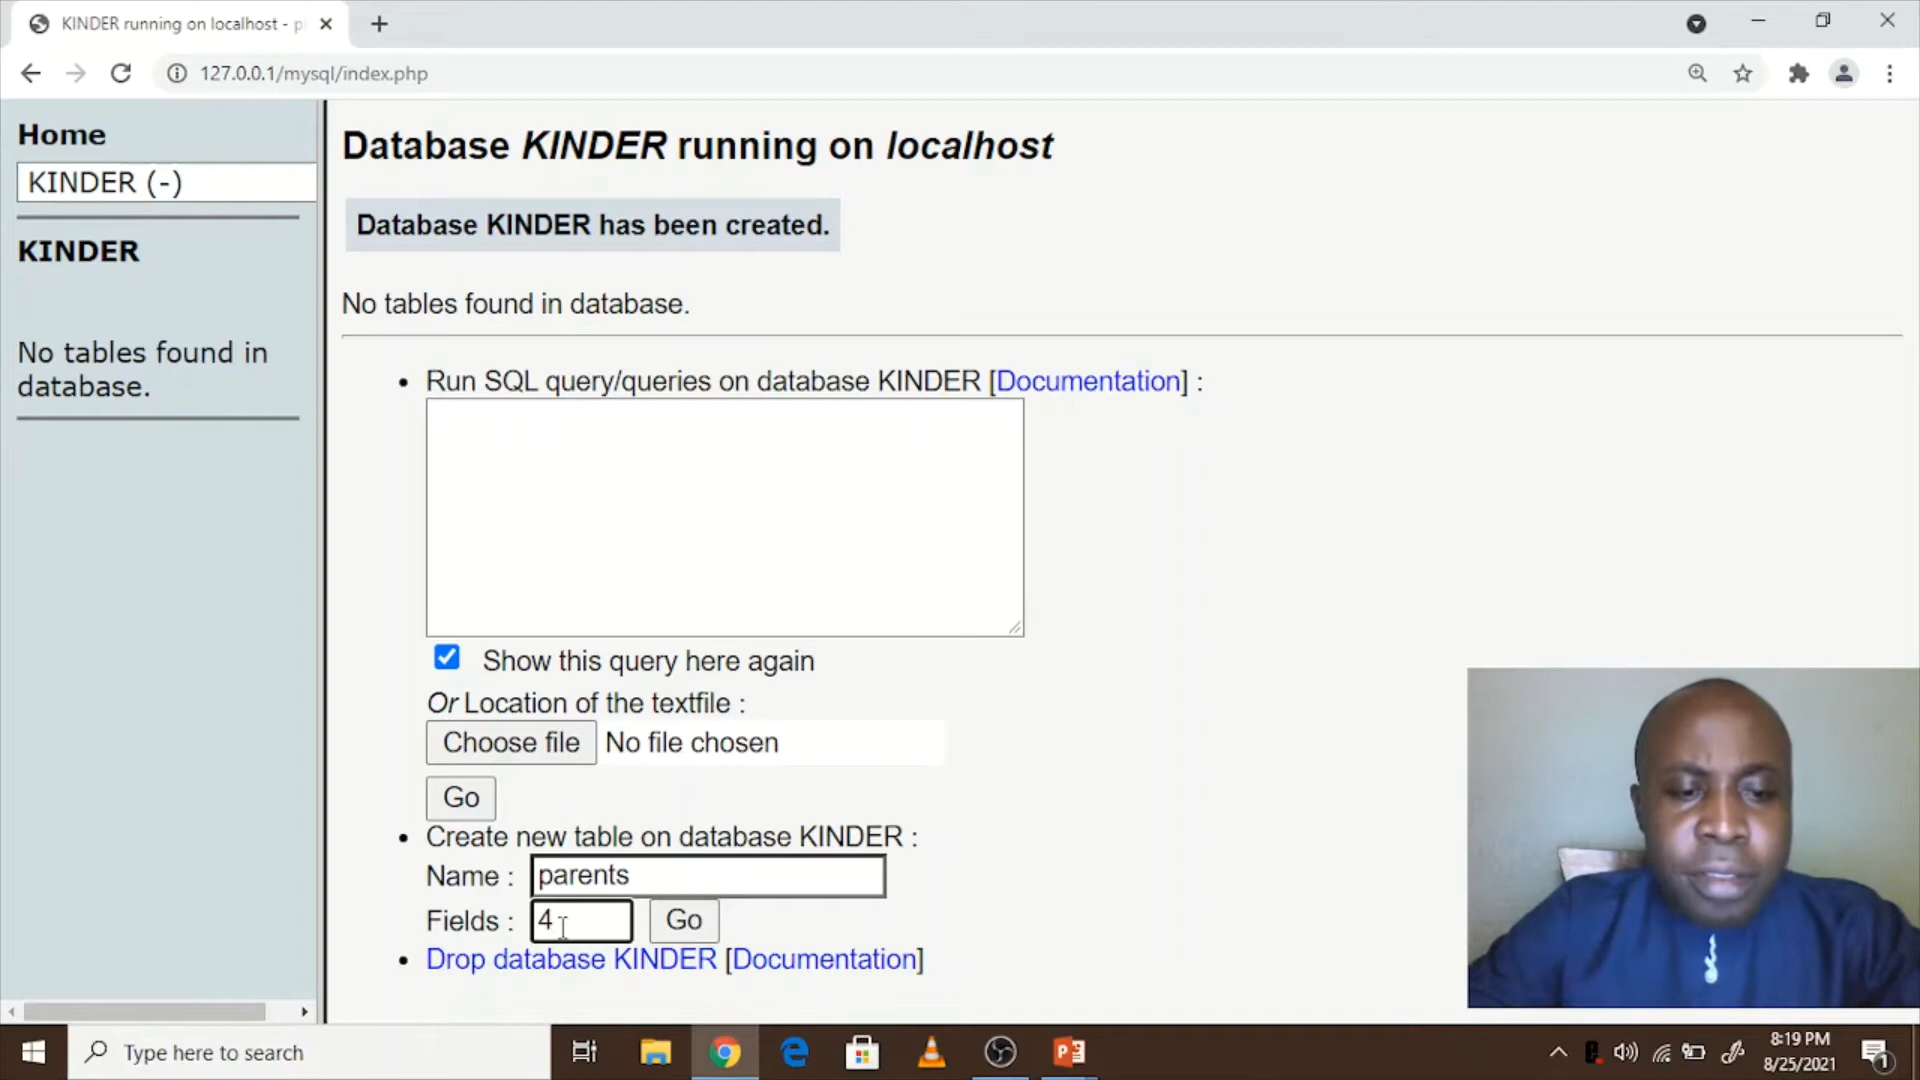 KINDER running on localhost - p
127.0.0.1/mysql/index.php
Home
KINDER (-)
KINDER
No tables found in
database.
Database KINDER running on localhost
Database KINDER has been created.
No tables found in database.
Run SQL query/queries on database KINDER [Documentation] :
Show this query here again
Or Location of the textfile :
Choose file No file chosen
Go
Create new table on database KINDER :
Name : parents
Fields : 4 Go
Drop database KINDER [Documentation]
Type here to search
8:19 PM
8/25/2021
1